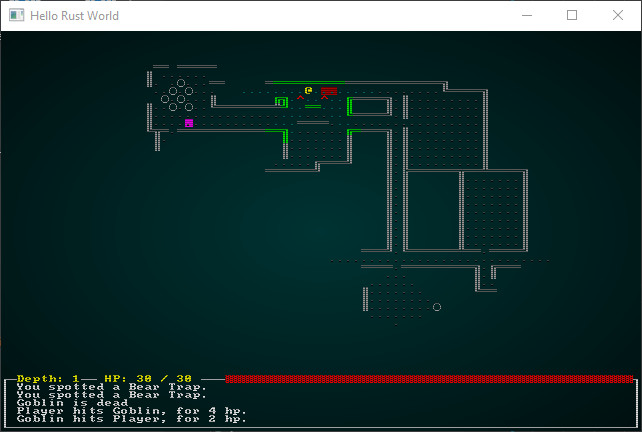 Hello Rust World
Depth: 1 HP: 30 / 30
You spotted a Bear Trap.
You spotted a Bear Trap.
Goblin is dead
Player hits Goblin, for 4 hp.
Goblin hits Player, for 2 hp.